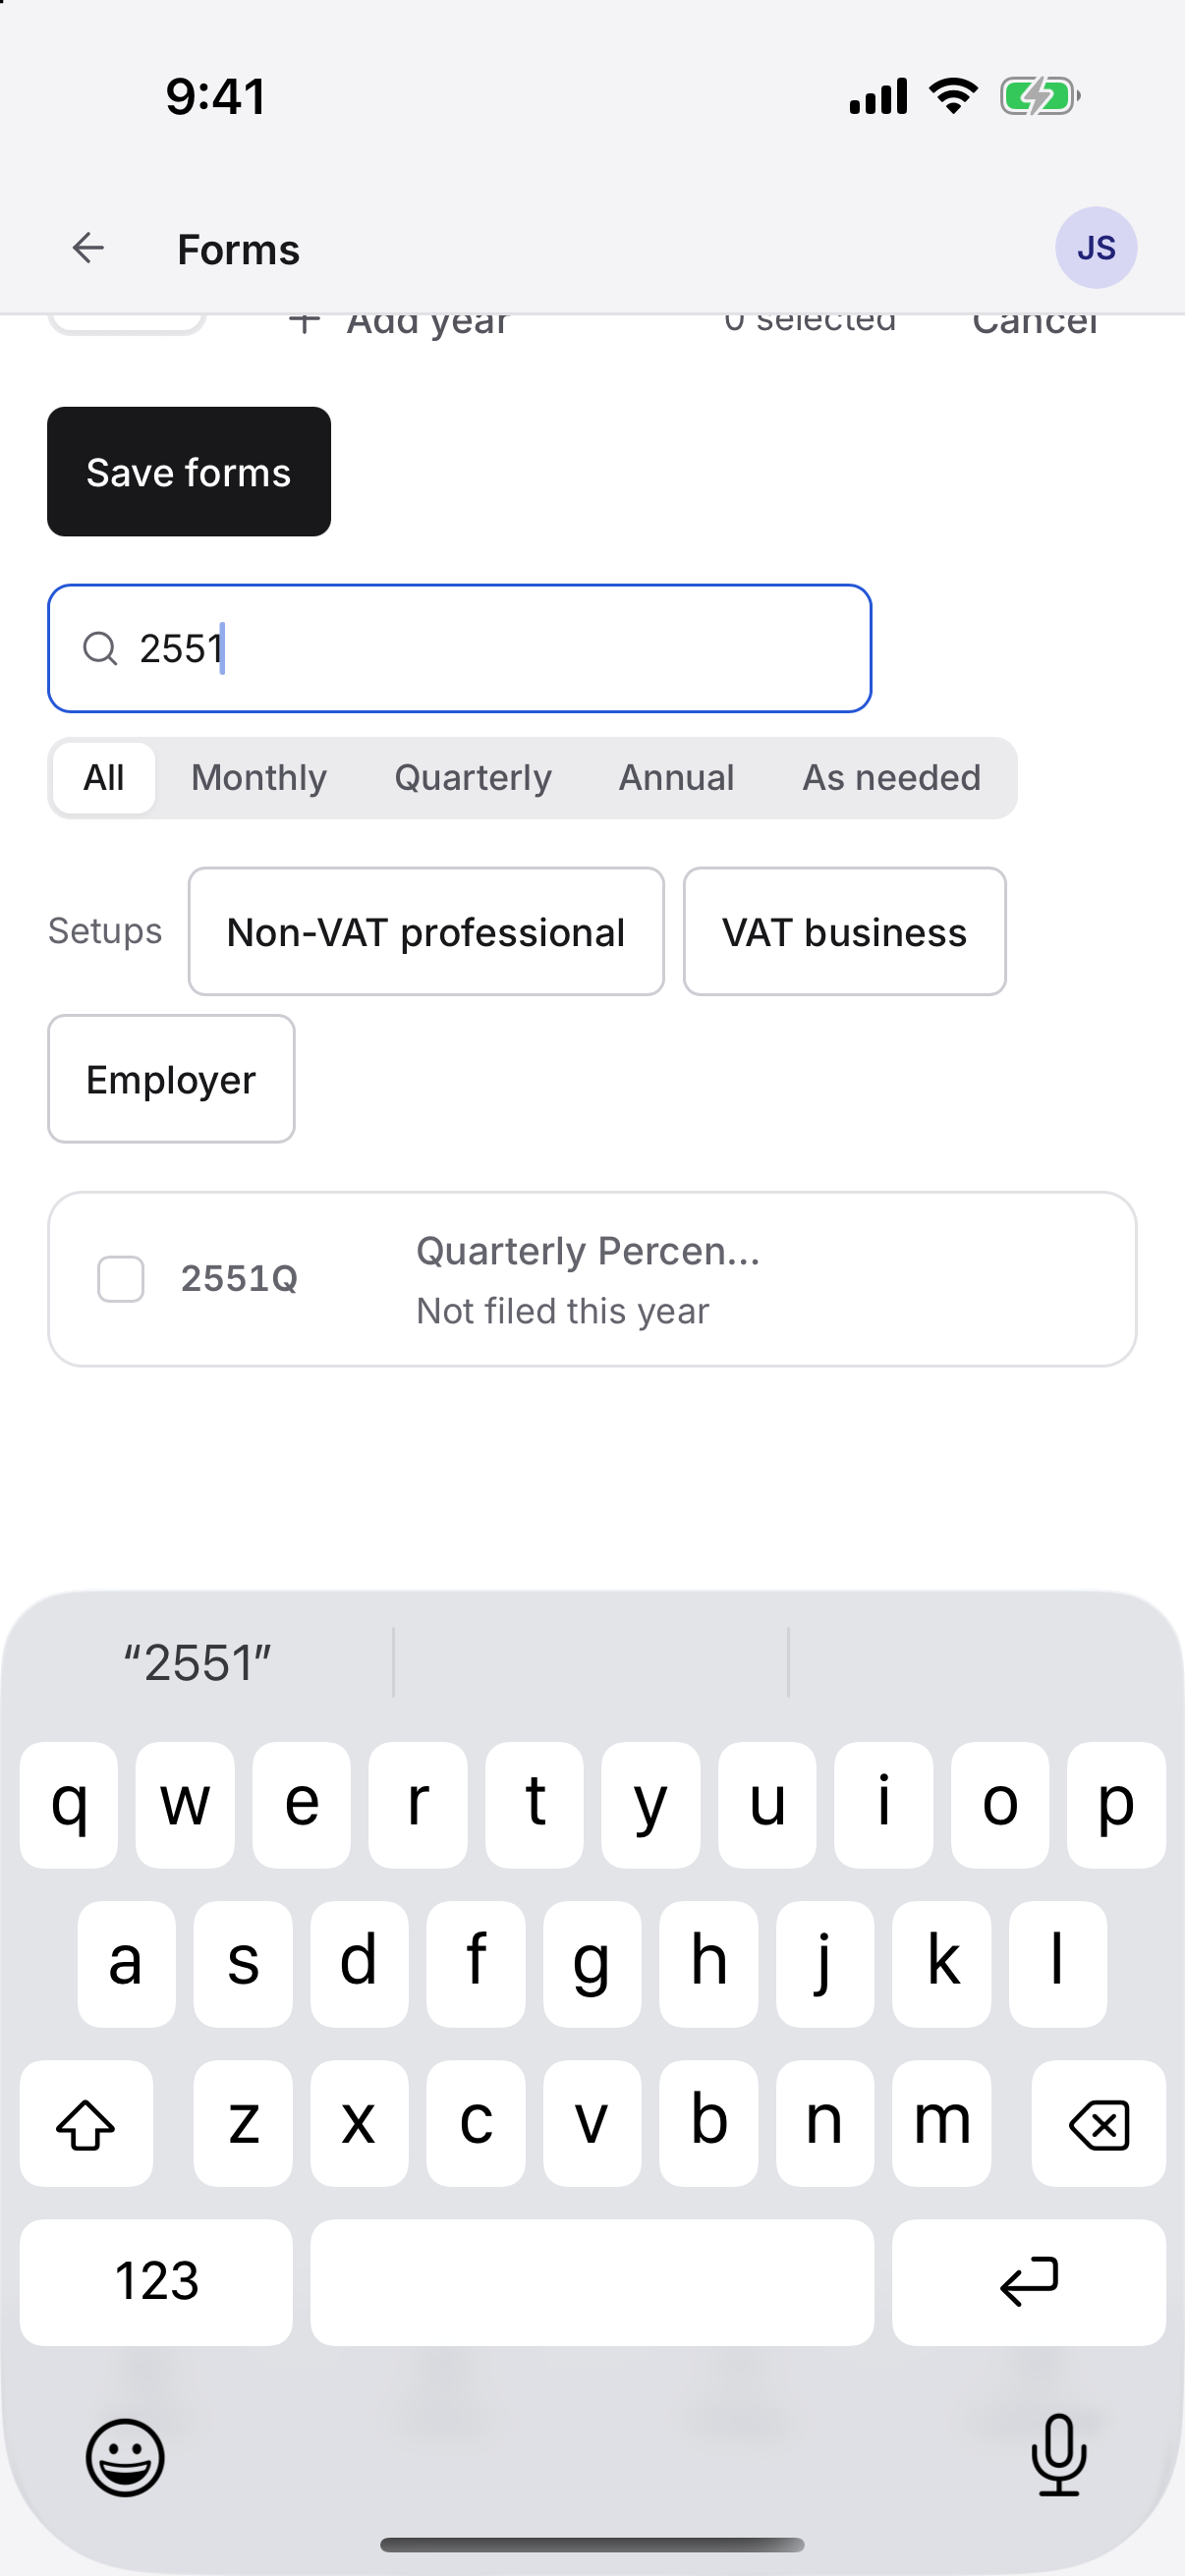 9:41
Forms
JS
Add year
0 selected
Cancel
Save forms
2551
All
Monthly
Quarterly
Annual
As needed
Setups
Non-VAT professional
VAT business
Employer
2551Q
Quarterly Percen...
Not filed this year
“2551”
q w e r t y u i o p
a s d f g h j k l
z x c v b n m
123